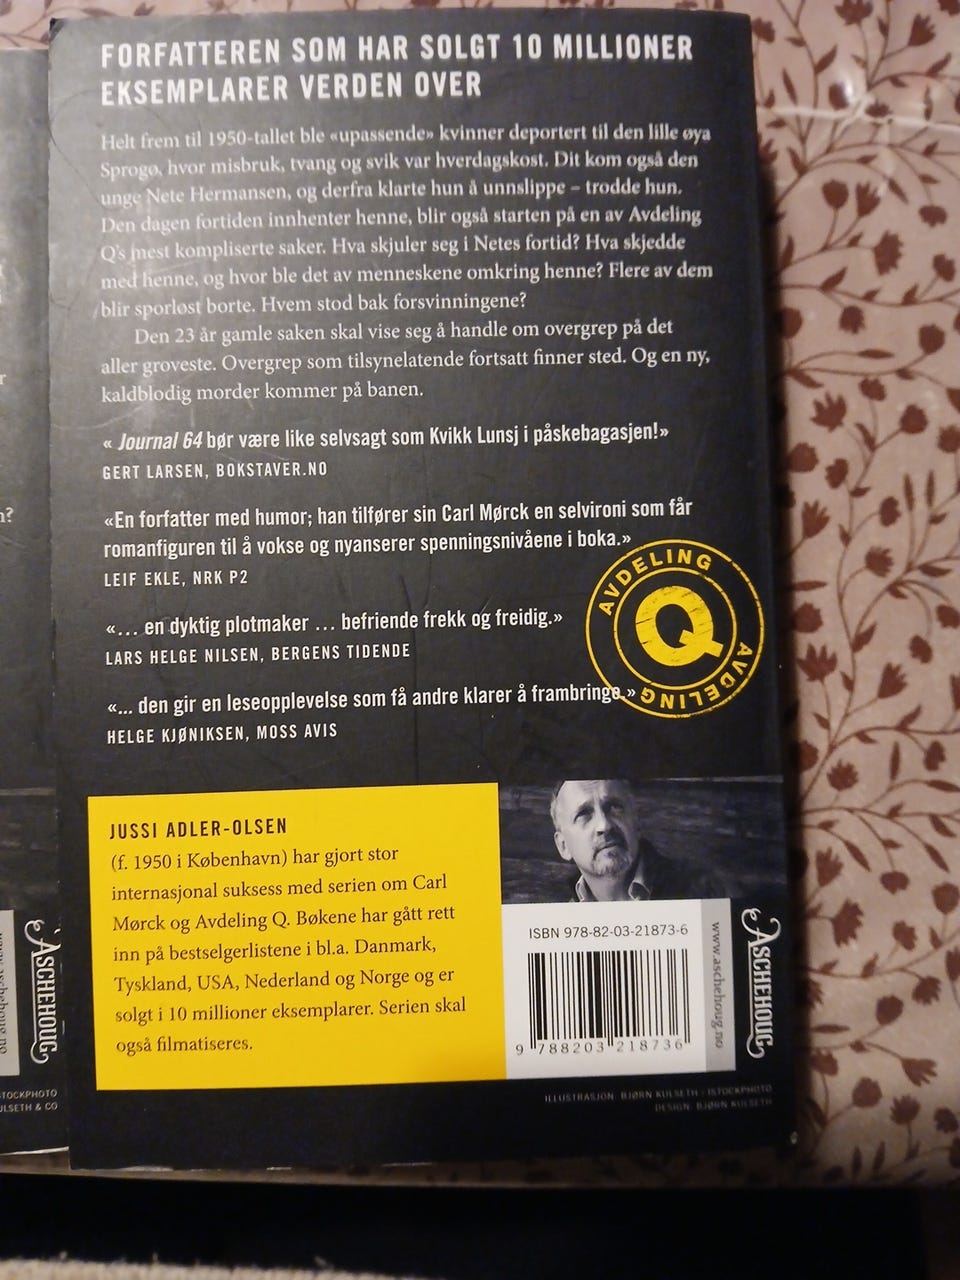 FORFATTEREN SOM HAR SOLGT 10 MILLIONER
EKSEMPLARER VERDEN OVER
Helt frem til 1950-tallet ble «upassende» kvinner deportert til den lille øya
Sprogø, hvor misbruk, tvang og svik var hverdagskost. Dit kom også den
unge Nete Hermansen, og derfra klarte hun å unnslippe – trodde hun.
Den dagen fortiden innhenter henne, blir også starten på en av Avdeling
Q's mest kompliserte saker. Hva skjuler seg i Netes fortid? Hva skjedde
med henne, og hvor ble det av menneskene omkring henne? Flere av dem
blir sporløst borte. Hvem stod bak forsvinningene?
Den 23 år gamle saken skal vise seg å handle om overgrep på det
aller groveste. Overgrep som tilsynelatende fortsatt finner sted. Og en ny,
kaldblodig morder kommer på banen.
« Journal 64 bør være like selvsagt som Kvikk Lunsj i påskebagasjen!»
GERT LARSEN, BOKSTAVER.NO
«En forfatter med humor; han tilfører sin Carl Mørck en selvironi som får
romanfiguren til å vokse og nyanserer spenningsnivåene i boka.»
LEIF EKLE, NRK P2
«... en dyktig plotmaker ... befriende frekk og freidig.»
LARS HELGE NILSEN, BERGENS TIDENDE
«... den gir en leseopplevelse som få andre klarer å frambringe.»
HELGE KJØNIKSEN, MOSS AVIS
AVDELING
Q
AVDELING
JUSSI ADLER-OLSEN
(f. 1950 i København) har gjort stor
internasjonal suksess med serien om Carl
Mørck og Avdeling Q. Bøkene har gått rett
inn på bestselgerlistene i bl.a. Danmark,
Tyskland, USA, Nederland og Norge og er
solgt i 10 millioner eksemplarer. Serien skal
også filmatiseres.
ISBN 978-82-03-21873-6
9 788203 218736
www.aschehoug.no
ASCHEHOUG
ILLUSTRASJON: BJØRN KULSETH / ISTOCKPHOTO
DESIGN: BJØRN KULSETH
ASCHEHOUG
www.aschehoug.no